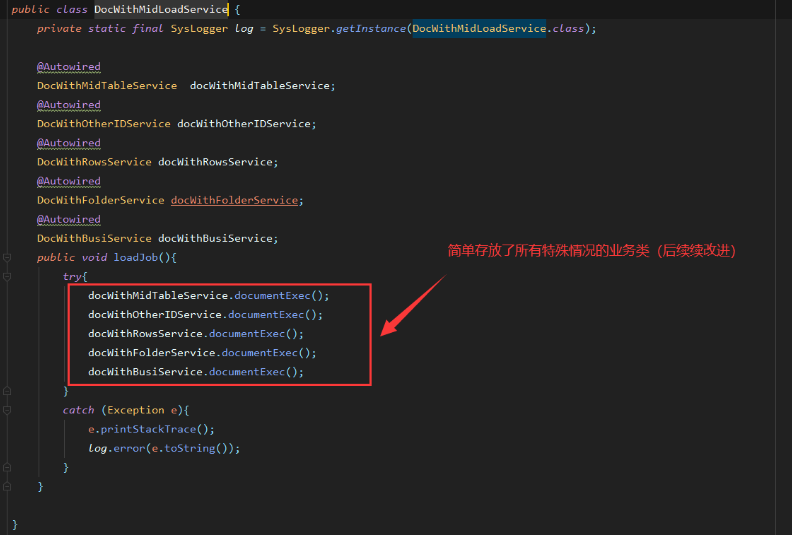 public class DocWithMidLoadService {
private static final SysLogger log = SysLogger.getInstance(DocWithMidLoadService.class);
@Autowired
DocWithMidTableService  docWithMidTableService;
@Autowired
DocWithOtherIDService docWithOtherIDService;
@Autowired
DocWithRowsService docWithRowsService;
@Autowired
DocWithFolderService docWithFolderService;
@Autowired
DocWithBusiService docWithBusiService;
public void loadJob(){
try{
docWithMidTableService.documentExec();
docWithOtherIDService.documentExec();
docWithRowsService.documentExec();
docWithFolderService.documentExec();
docWithBusiService.documentExec();
}
catch (Exception e){
e.printStackTrace();
log.error(e.toString());
}
}
}
简单存放了所有特殊情况的业务类（后续续改进）